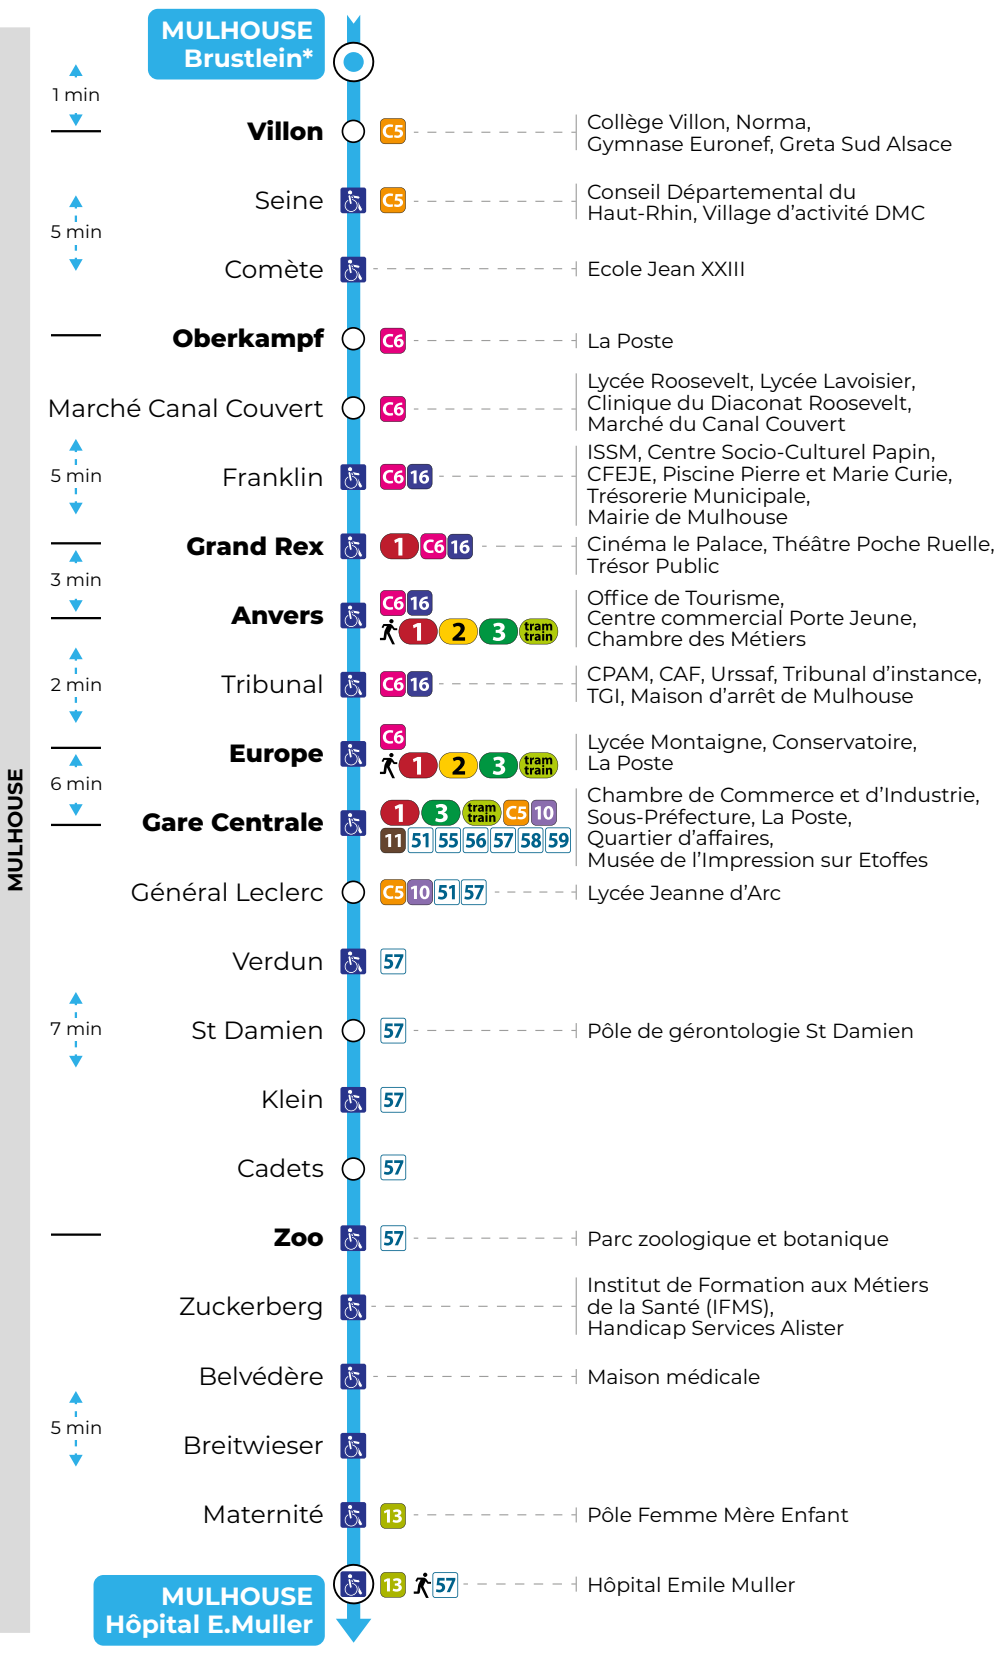 MULHOUSE
Brustlein*
1 min
Villon
C5
Collège Villon, Norma,
Gymnase Euronef, Greta Sud Alsace
Seine
C5
Conseil Départemental du
Haut-Rhin, Village d'activité DMC
5 min
Comète
Ecole Jean XXIII
Oberkampf
C6
La Poste
Marché Canal Couvert
C6
Lycée Roosevelt, Lycée Lavoisier,
Clinique du Diaconat Roosevelt,
Marché du Canal Couvert
5 min
Franklin
C6 16
ISSM, Centre Socio-Culturel Papin,
CFEJE, Piscine Pierre et Marie Curie,
Trésorerie Municipale,
Mairie de Mulhouse
Grand Rex
1 C6 16
Cinéma le Palace, Théâtre Poche Ruelle,
Trésor Public
3 min
Anvers
C6 16
1 2 3 tram train
Office de Tourisme,
Centre commercial Porte Jeune,
Chambre des Métiers
2 min
Tribunal
C6 16
CPAM, CAF, Urssaf, Tribunal d'instance,
TGI, Maison d'arrêt de Mulhouse
Europe
C6
1 2 3 tram train
Lycée Montaigne, Conservatoire,
La Poste
6 min
Gare Centrale
1 3 tram train C5 10
11 51 55 56 57 58 59
Chambre de Commerce et d'Industrie,
Sous-Préfecture, La Poste,
Quartier d'affaires,
Musée de l'Impression sur Etoffes
MULHOUSE
Général Leclerc
C5 10 51 57
Lycée Jeanne d'Arc
Verdun
57
7 min
St Damien
57
Pôle de gérontologie St Damien
Klein
57
Cadets
57
Zoo
57
Parc zoologique et botanique
Zuckerberg
Institut de Formation aux Métiers
de la Santé (IFMS),
Handicap Services Alister
Belvédère
Maison médicale
5 min
Breitwieser
Maternité
13
Pôle Femme Mère Enfant
MULHOUSE
Hôpital E.Muller
13 57
Hôpital Emile Muller